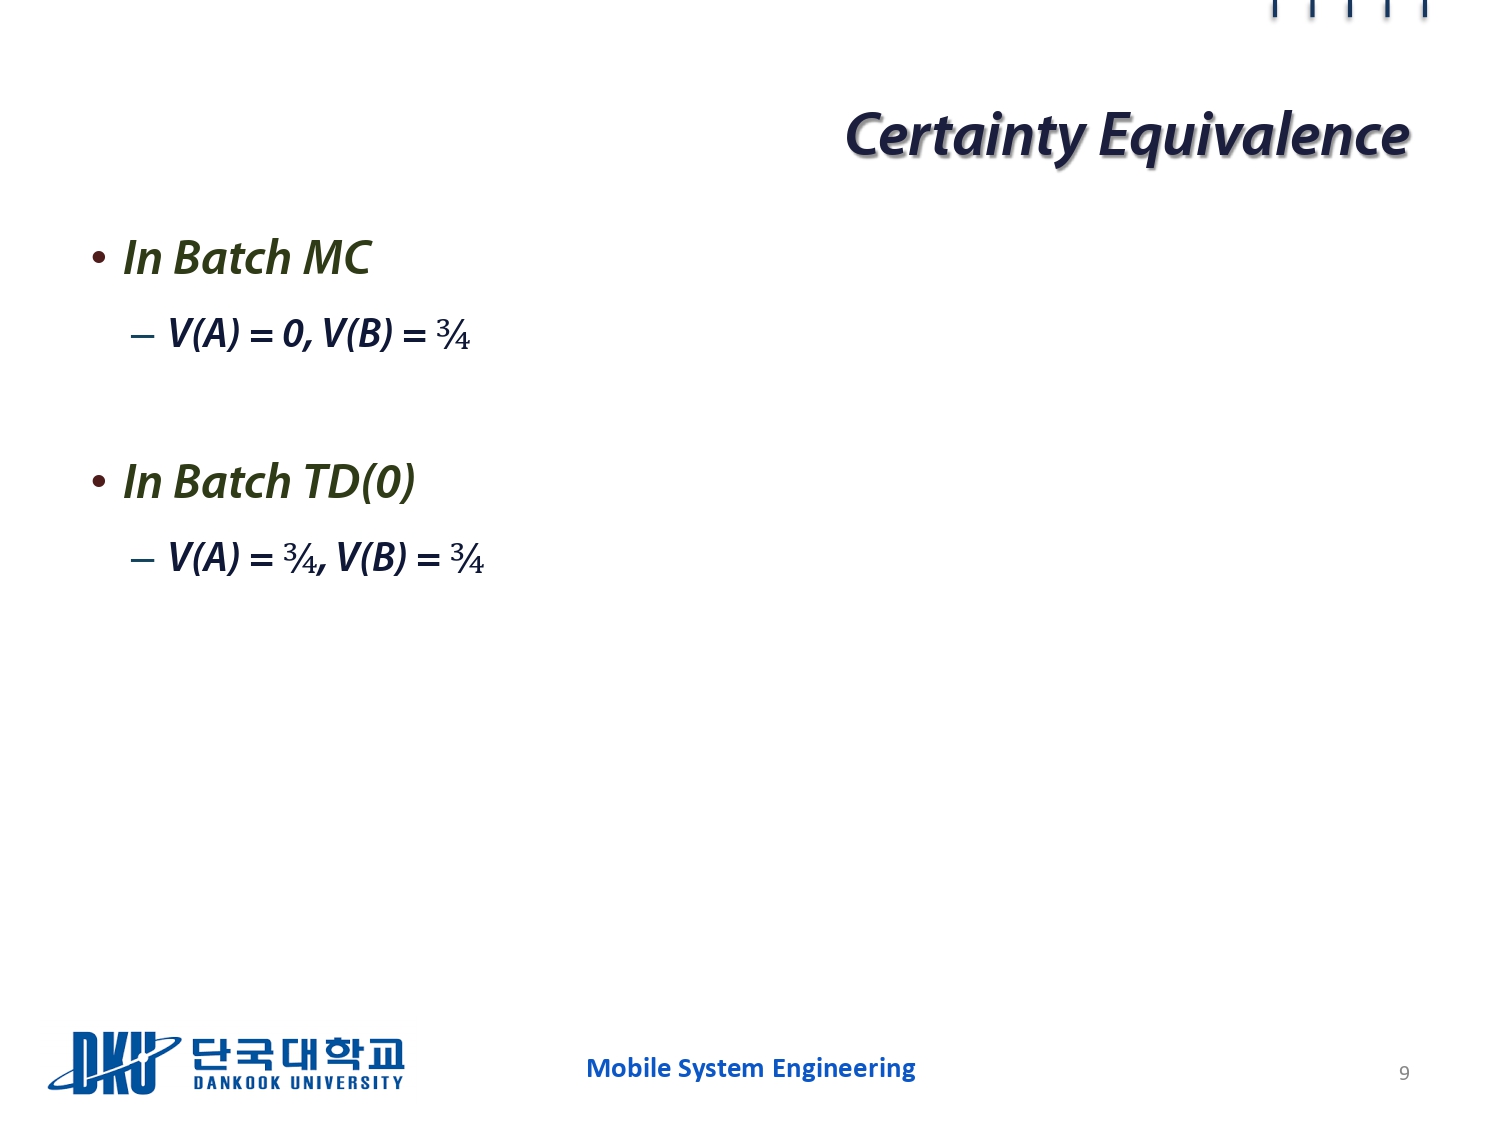 Certainty Equivalence
• In Batch MC
– V(A) = 0, V(B) = ¾
• In Batch TD(0)
– V(A) = ¾, V(B) = ¾
DKU 단국대학교
DANKOOK UNIVERSITY
Mobile System Engineering
9